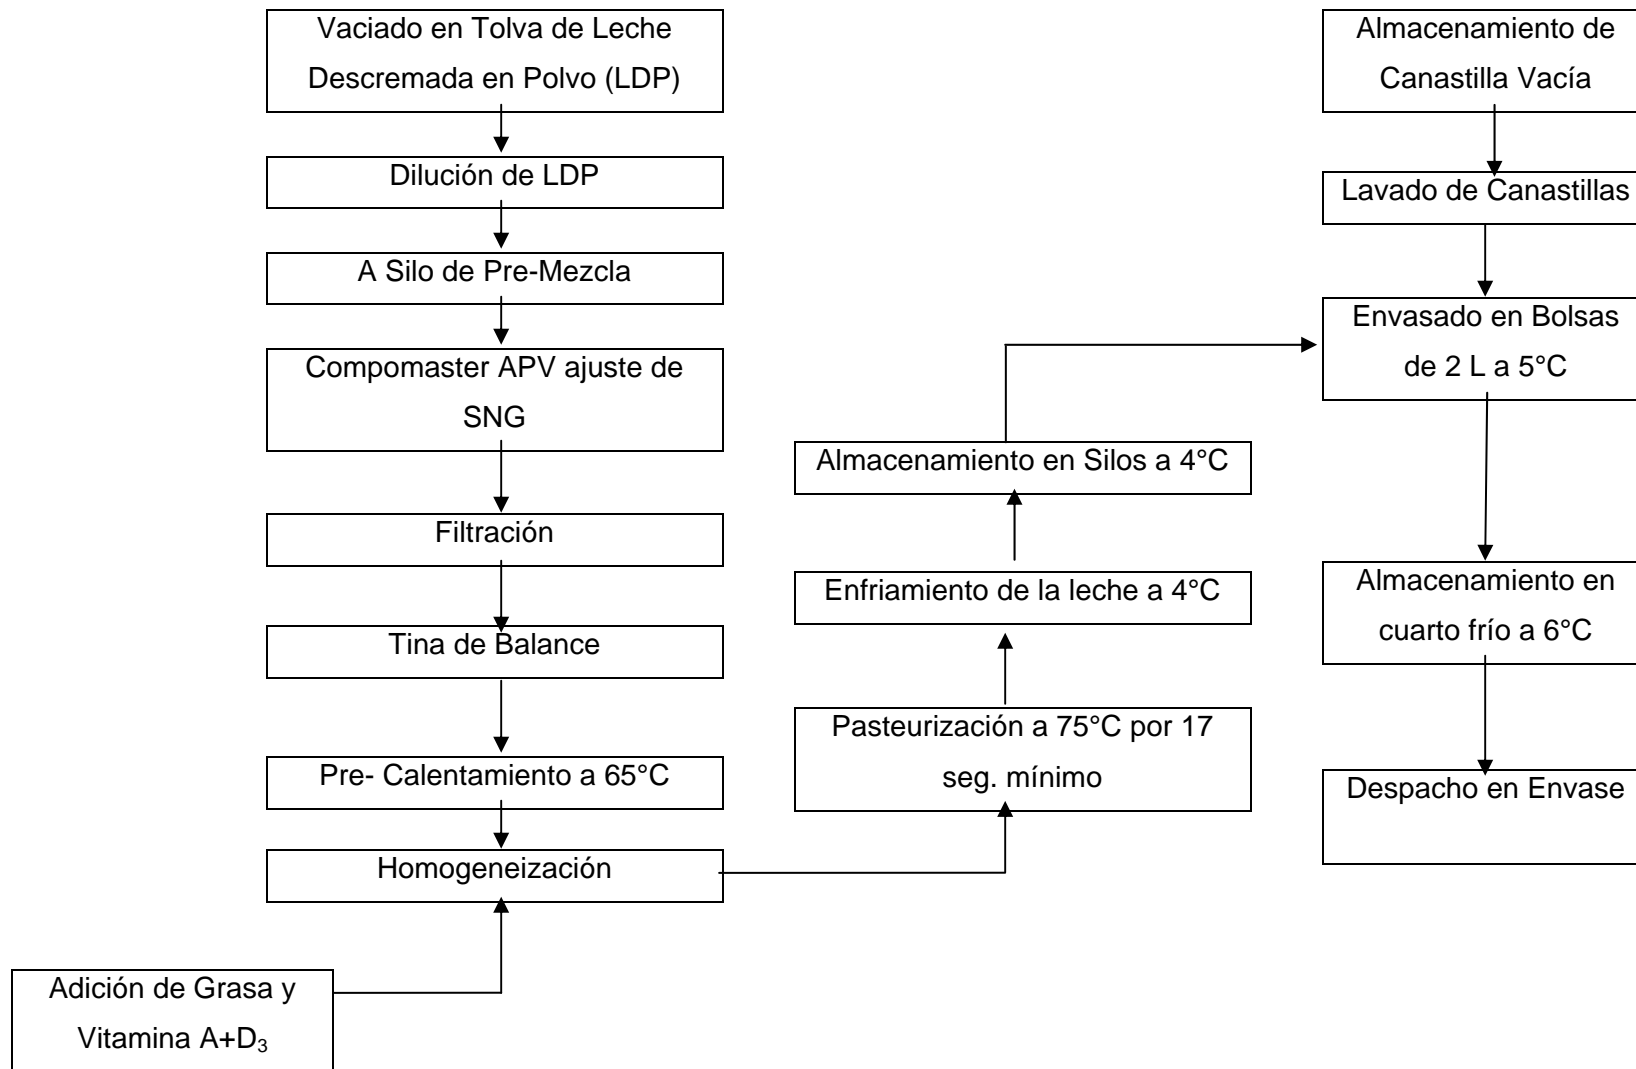 Vaciado en Tolva de Leche
Descremada en Polvo (LDP)
Dilución de LDP
A Silo de Pre-Mezcla
Compomaster APV ajuste de
SNG
Filtración
Tina de Balance
Pre- Calentamiento a 65°C
Homogeneización
Adición de Grasa y
Vitamina A+D₃
Almacenamiento en Silos a 4°C
Enfriamiento de la leche a 4°C
Pasteurización a 75°C por 17
seg. mínimo
Almacenamiento de
Canastilla Vacía
Lavado de Canastillas
Envasado en Bolsas
de 2 L a 5°C
Almacenamiento en
cuarto frío a 6°C
Despacho en Envase